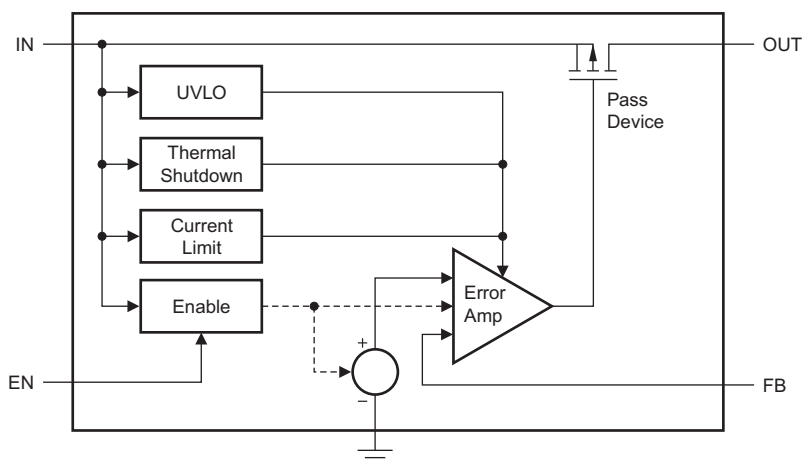 IN
OUT
UVLO
Pass
Device
Thermal
Shutdown
Current
Limit
Enable
Error
Amp
+
−
EN
FB